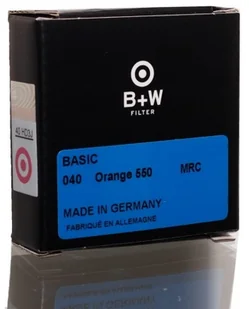 B+W
FILTER
BASIC
040 Orange 550 MRC
MADE IN GERMANY
FABRIQUÉ EN ALLEMAGNE